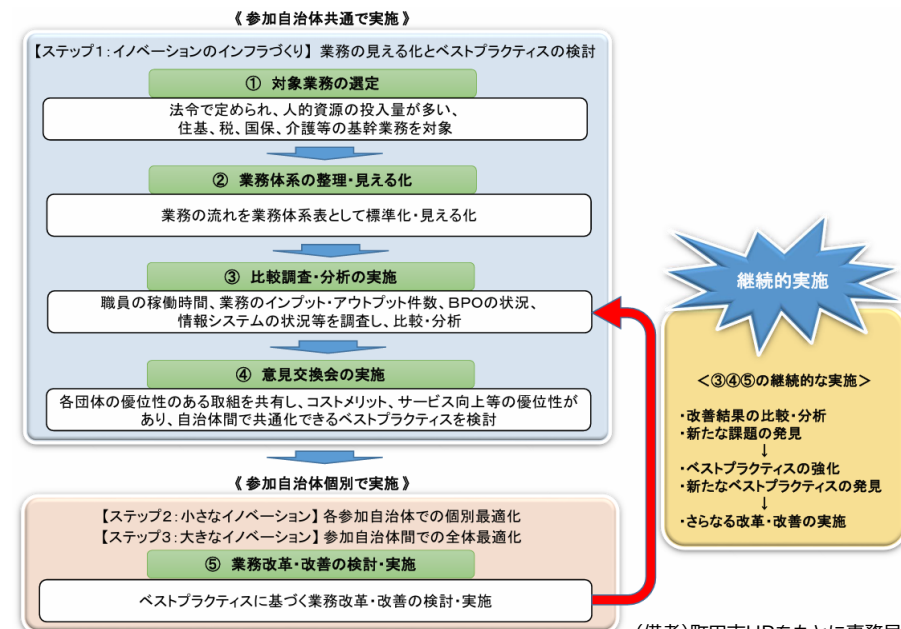 《 参加自治体共通で実施 》
【ステップ1：イノベーションのインフラづくり】 業務の見える化とベストプラクティスの検討
① 対象業務の選定
法令で定められ、人的資源の投入量が多い、
住基、税、国保、介護等の基幹業務を対象
② 業務体系の整理・見える化
業務の流れを業務体系表として標準化・見える化
③ 比較調査・分析の実施
職員の稼働時間、業務のインプット・アウトプット件数、BPOの状況、
情報システムの状況等を調査し、比較・分析
④ 意見交換会の実施
各団体の優位性のある取組を共有し、コストメリット、サービス向上等の優位性が
あり、自治体間で共通化できるベストプラクティスを検討
《 参加自治体個別で実施 》
【ステップ2：小さなイノベーション】 各参加自治体での個別最適化
【ステップ3：大きなイノベーション】 参加自治体間での全体最適化
⑤ 業務改革・改善の検討・実施
ベストプラクティスに基づく業務改革・改善の検討・実施
継続的実施
＜③④⑤の継続的な実施＞
・改善結果の比較・分析
・新たな課題の発見
↓
・ベストプラクティスの強化
・新たなベストプラクティスの発見
↓
・さらなる改革・改善の実施